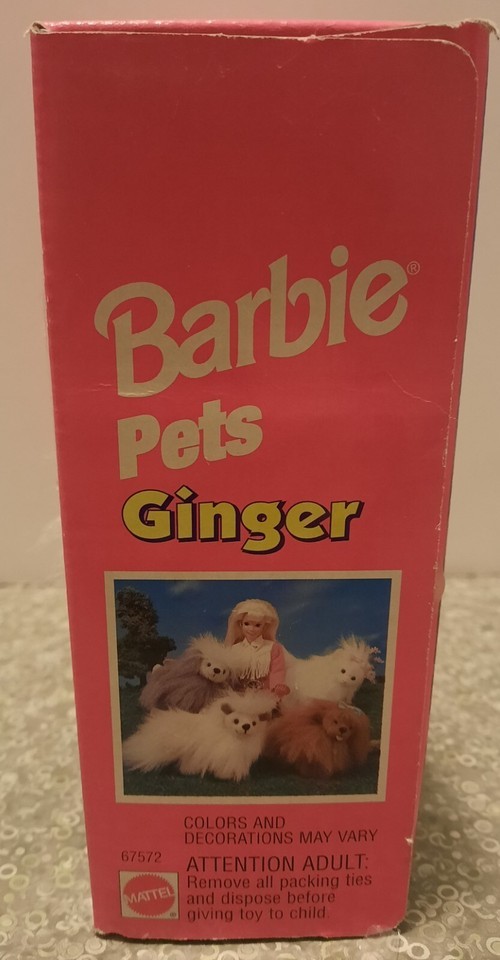 Barbie®
Pets
Ginger
COLORS AND
DECORATIONS MAY VARY
67572
ATTENTION ADULT:
Remove all packing ties
and dispose before
giving toy to child.
MATTEL
®